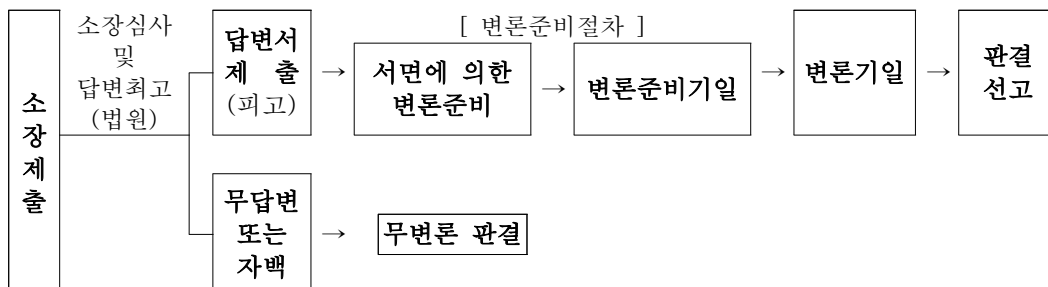 소
장
제
출
소장심사
및
답변최고
(법원)
답변서
제 출
(피고)
→
[ 변론준비절차 ]
서면에 의한
변론준비
→
변론준비기일
→
변론기일
→
판결
선고
무답변
또는
자백
→
무변론 판결